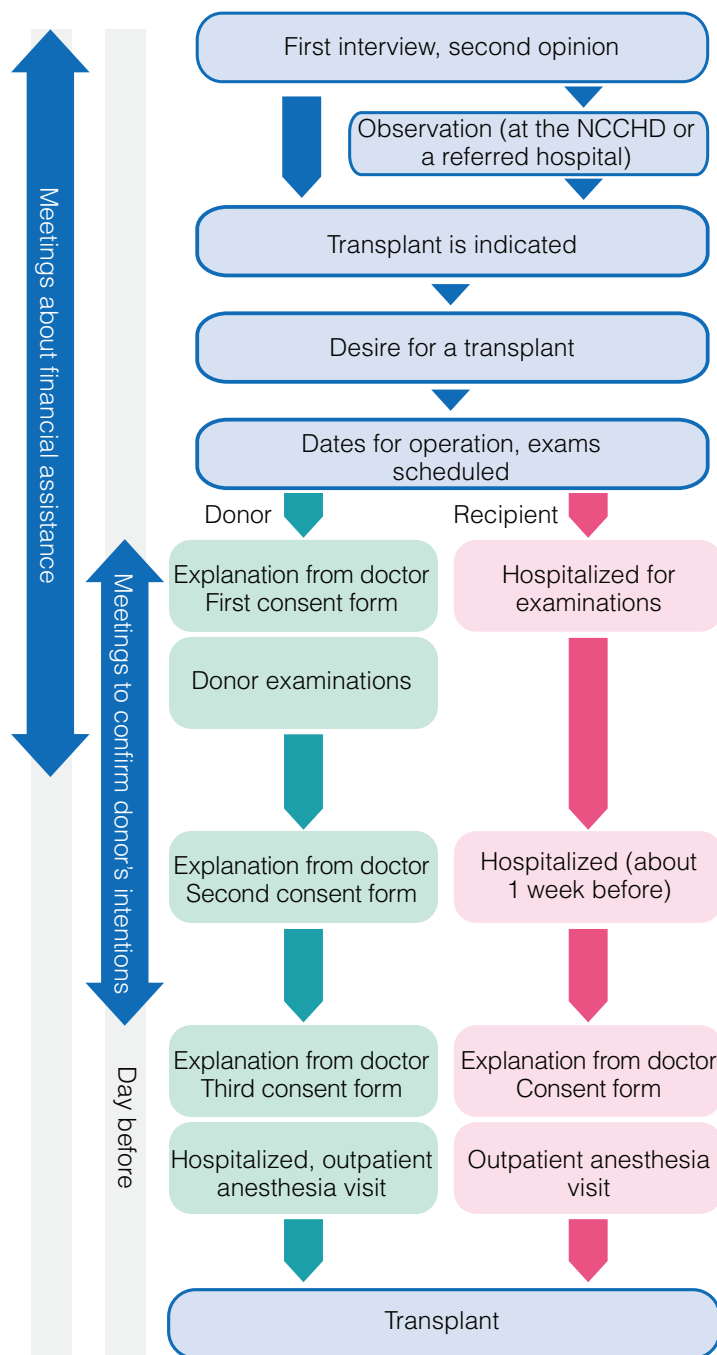 First interview, second opinion
Observation (at the NCCHD or
a referred hospital)
Transplant is indicated
Desire for a transplant
Dates for operation, exams
scheduled
Meetings about financial assistance
Donor
Recipient
Meetings to confirm donor's intentions
Explanation from doctor
First consent form
Hospitalized for
examinations
Donor examinations
Explanation from doctor
Second consent form
Hospitalized (about
1 week before)
Day before
Explanation from doctor
Third consent form
Explanation from doctor
Consent form
Hospitalized, outpatient
anesthesia visit
Outpatient anesthesia
visit
Transplant